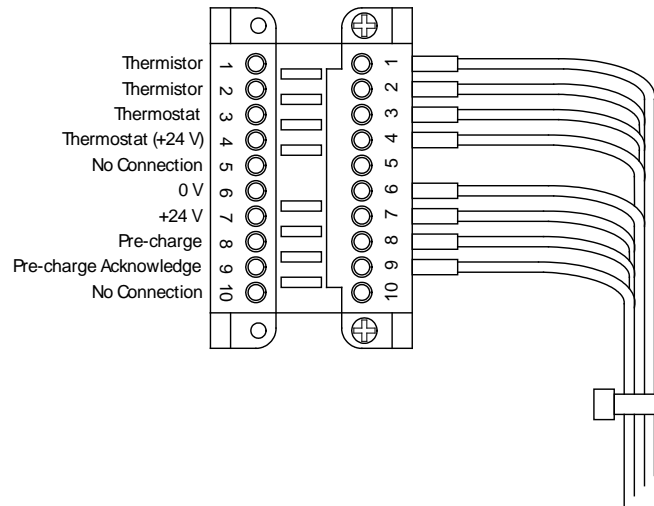 Thermistor 1 1
Thermistor 2 2
Thermostat 3 3
Thermostat (+24 V) 4 4
No Connection 5 5
0 V 6 6
+24 V 7 7
Pre-charge 8 8
Pre-charge Acknowledge 9 9
No Connection 10 10